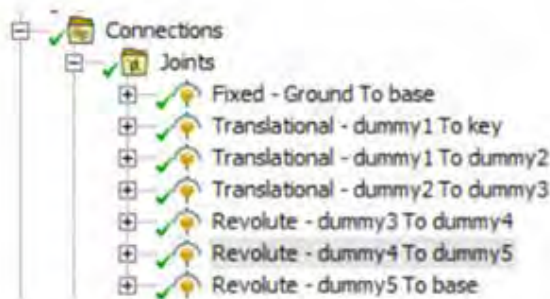 Connections
Joints
Fixed - Ground To base
Translational - dummy1 To key
Translational - dummy1 To dummy2
Translational - dummy2 To dummy3
Revolute - dummy3 To dummy4
Revolute - dummy4 To dummy5
Revolute - dummy5 To base